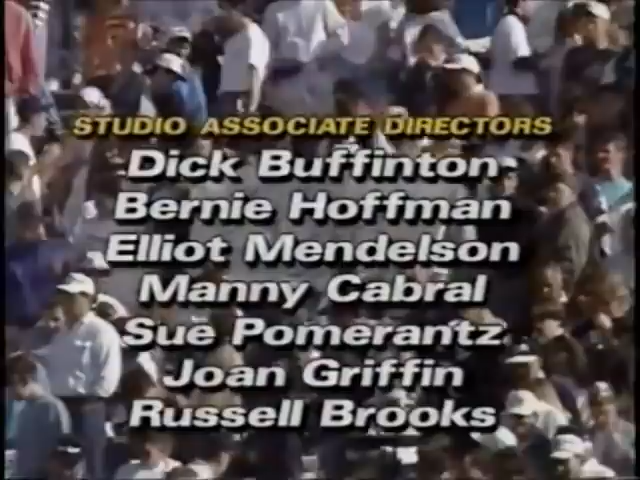 STUDIO ASSOCIATE DIRECTORS
Dick Buffinton
Bernie Hoffman
Elliot Mendelson
Manny Cabral
Sue Pomerantz
Joan Griffin
Russell Brooks